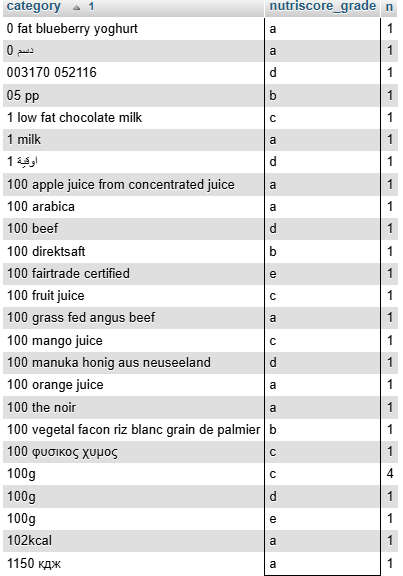 category 1 nutriscore_grade n
0 fat blueberry yoghurt a 1
0 دسم a 1
003170 052116 d 1
05 pp b 1
1 low fat chocolate milk c 1
1 milk a 1
1 اوقية d 1
100 apple juice from concentrated juice a 1
100 arabica a 1
100 beef d 1
100 direktsaft b 1
100 fairtrade certified e 1
100 fruit juice c 1
100 grass fed angus beef a 1
100 mango juice c 1
100 manuka honig aus neuseeland d 1
100 orange juice a 1
100 the noir a 1
100 vegetal facon riz blanc grain de palmier b 1
100 φυσικος χυμος c 1
100g c 4
100g d 1
100g e 1
102kcal a 1
1150 кдж a 1